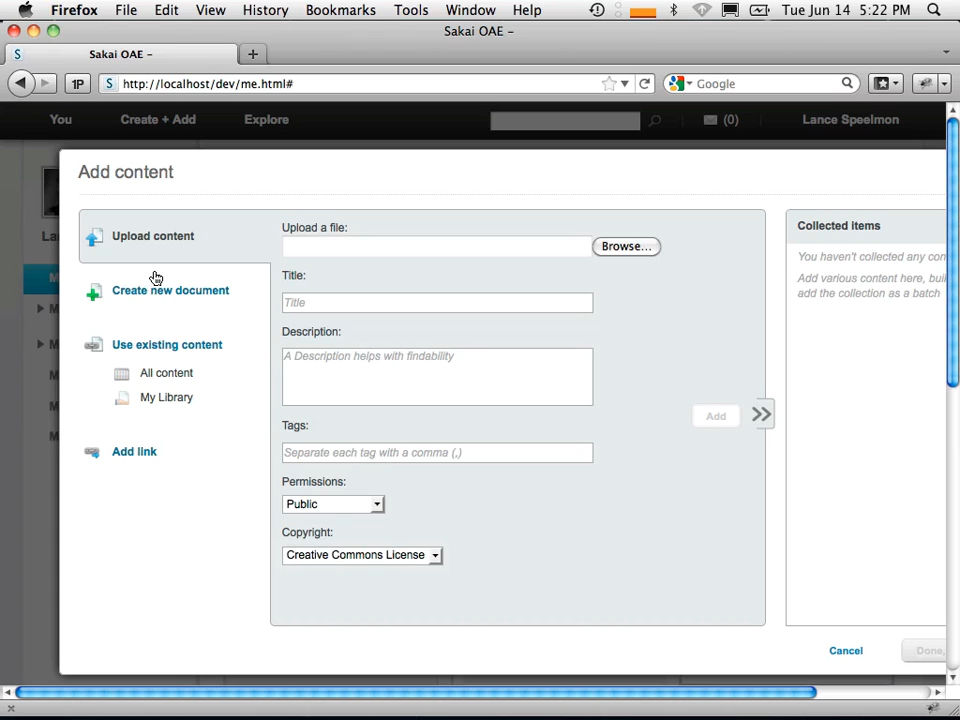 Firefox File Edit View History Bookmarks Tools Window Help Tue Jun 14 5:22 PM
Sakai OAE –
S Sakai OAE – +
1P S http://localhost/dev/me.html# Google
You Create + Add Explore (0) Lance Speelmon
Add content
Upload content
Create new document
Use existing content
All content
My Library
Add link
Upload a file:
Browse...
Title:
Title
Description:
A Description helps with findability
Tags:
Separate each tag with a comma (,)
Permissions:
Public
Copyright:
Creative Commons License
Add
Collected items
You haven't collected any con
Add various content here, buil
add the collection as a batch
Cancel
Done,
La
M
M
M
M
M
M